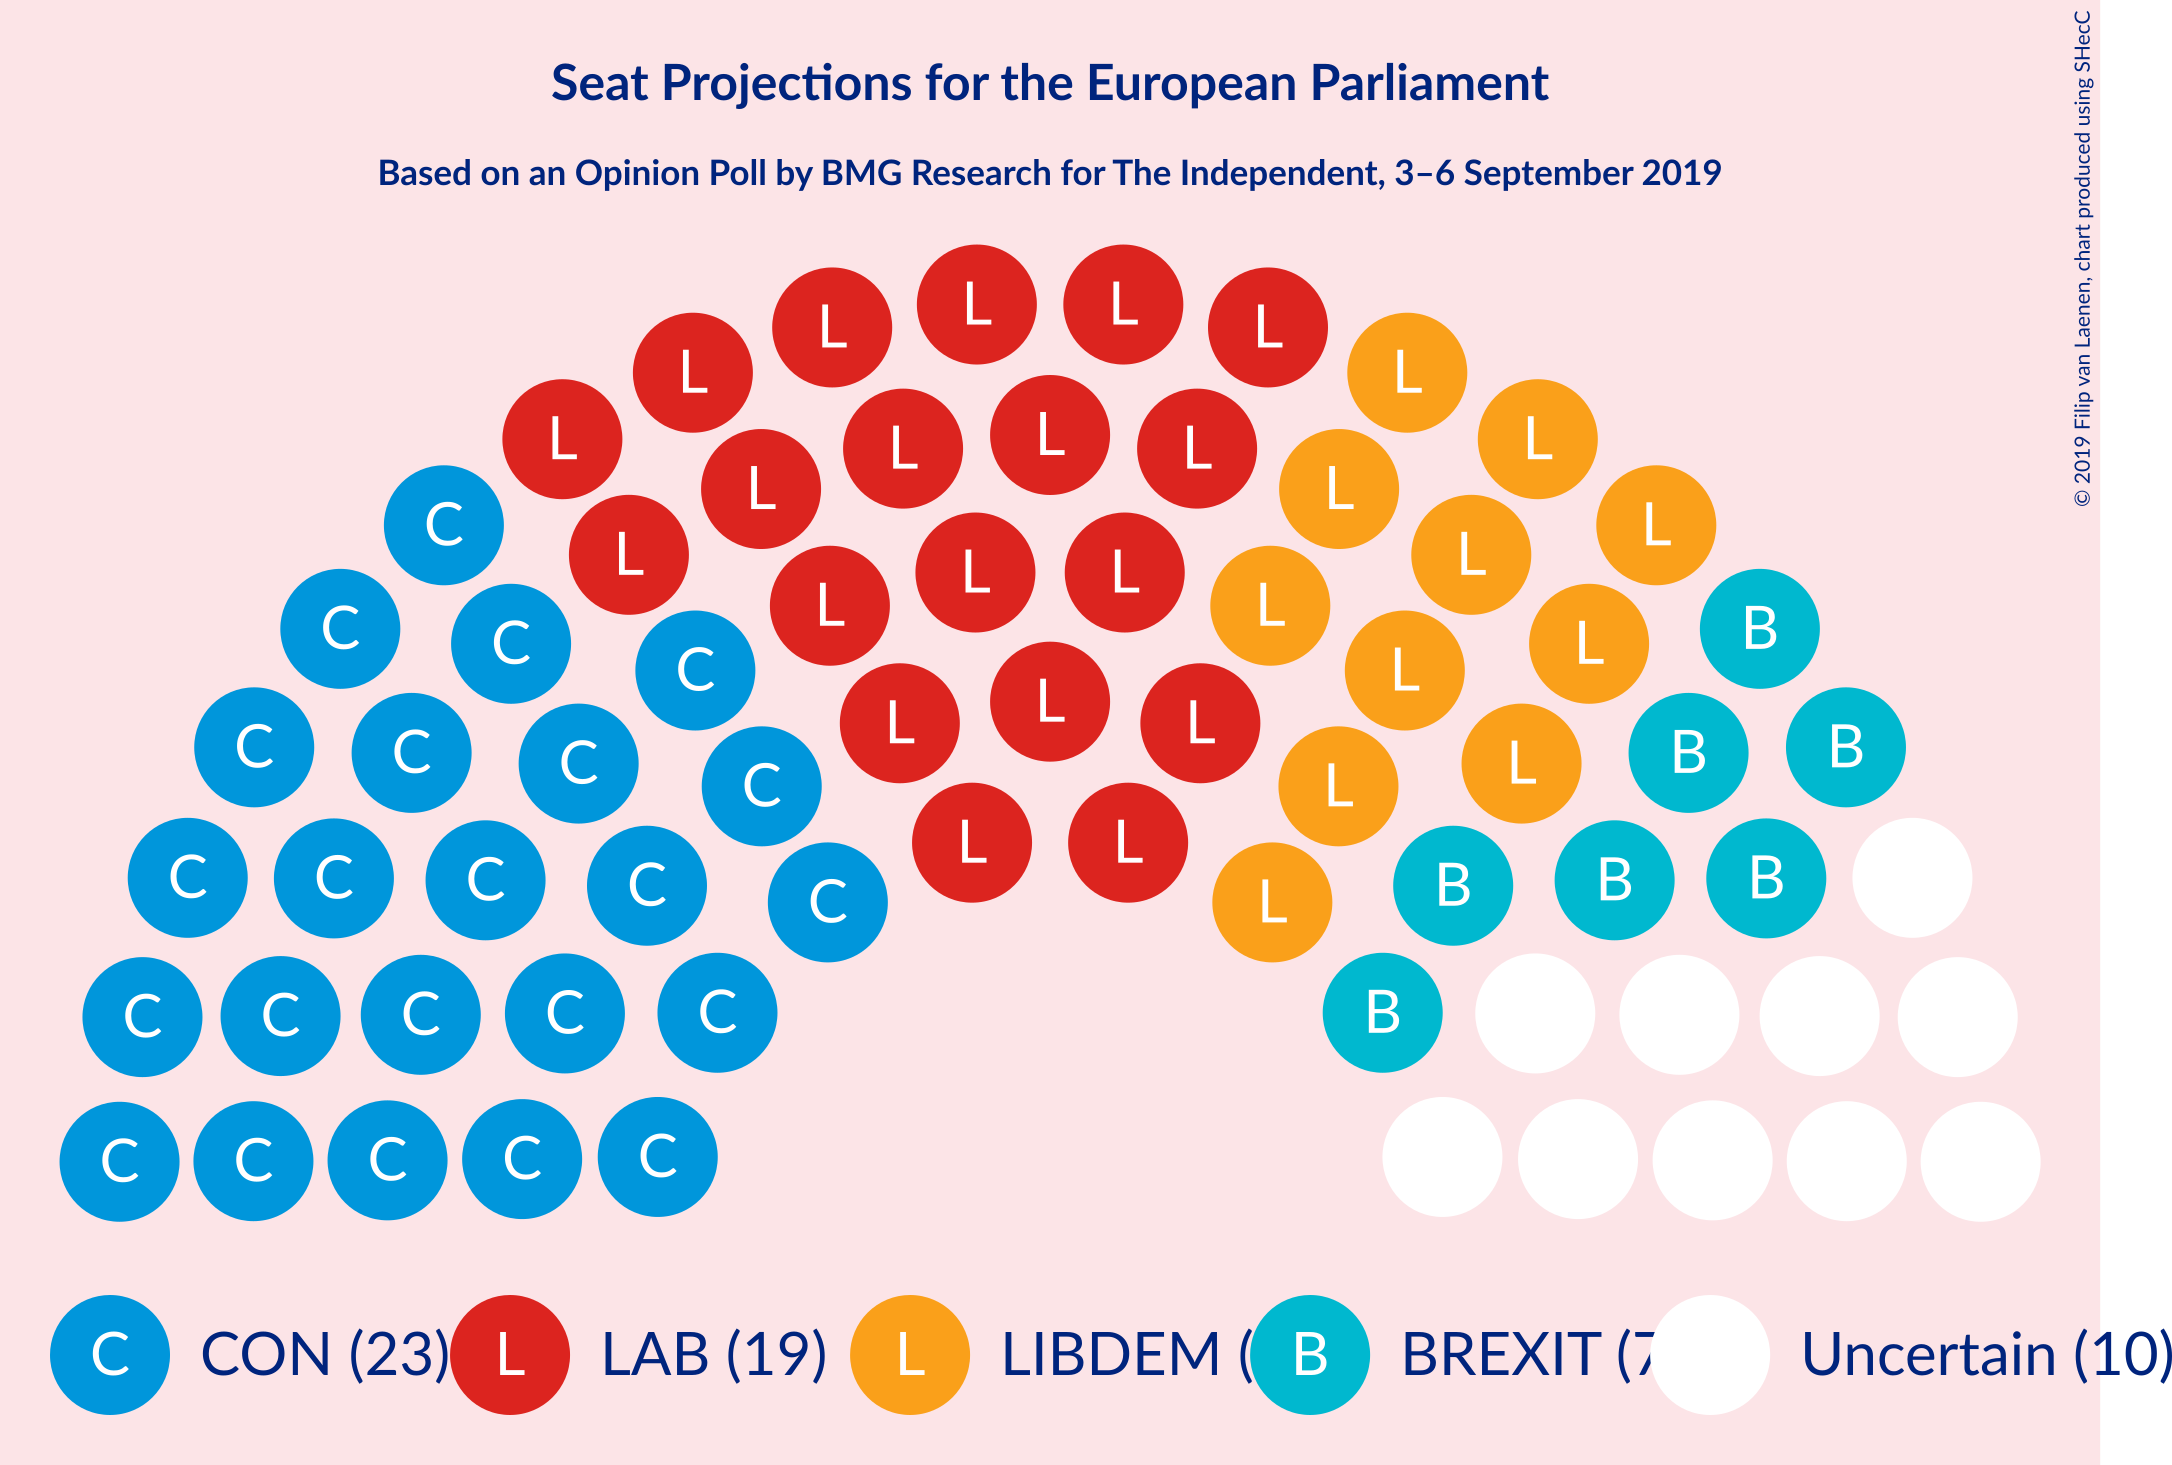 Seat Projections for the European Parliament
Based on an Opinion Poll by BMG Research for The Independent, 3–6 September 2019
© 2019 Filip van Laenen, chart produced using SHecC
L L
L L
L L
L
L L L
L L
C L L L
L L L
L L
C C L L L
C L C L
C C C L L L B B
C C L L
C C C L L L B B B
C C
C C C C C B
C C C C C
C CON (23) L LAB (19) L LIBDEM ( B BREXIT (7 Uncertain (10)